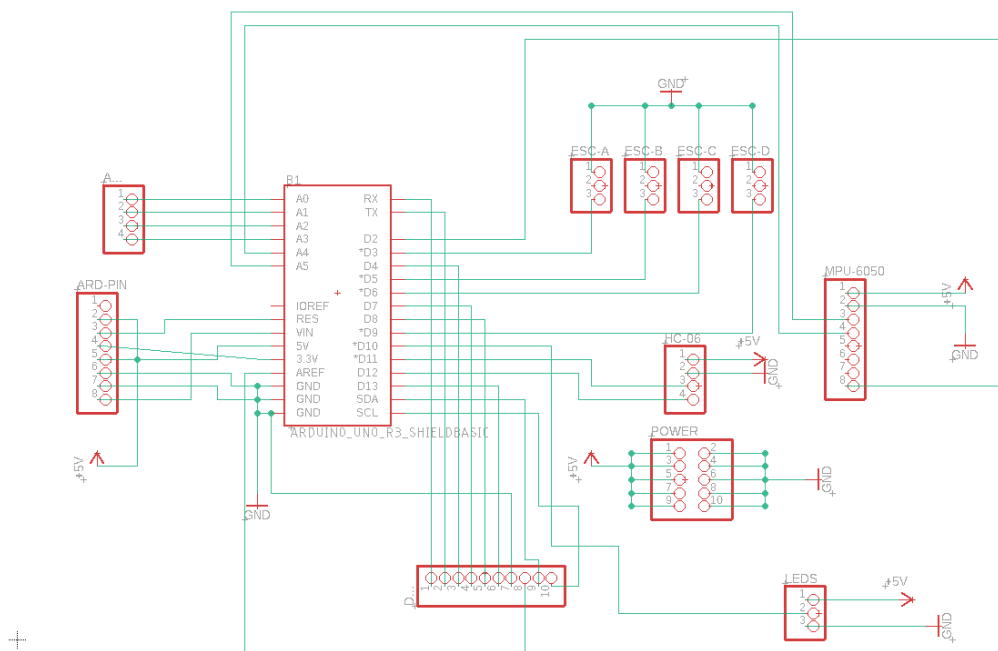 GND
ESC-A ESC-B ESC-C ESC-D
1 1 1 1
2 2 2 2
3 3 3 3
A...
1
2
3
4
B1
A0 RX
A1 TX
A2
A3 D2
A4 *D3
A5 D4
*D5
*D6
IOREF D7
RES D8
VIN *D9
5V *D10
3.3V *D11
AREF D12
GND D13
GND SDA
GND SCL
ARDUINO_UNO_R3_SHIELDBASIC
ARD-PIN
1
2
3
4
5
6
7
8
+5V
GND
MPU-6050
1
2
3
4
5
6
7
8
+5V
GND
HC-06
1
2
3
4
+5V
GND
POWER
1 2
3 4
5 6
7 8
9 10
+5V
GND
D...
1 2 3 4 5 6 7 8 9 10
LEDS
1
2
3
+5V
GND